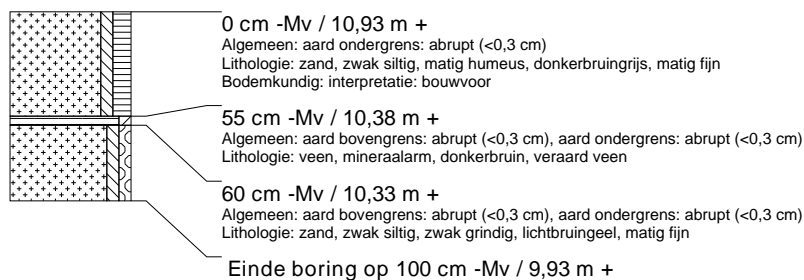 0 cm -Mv / 10,93 m +
Algemeen: aard ondergrens: abrupt (<0,3 cm)
Lithologie: zand, zwak siltig, matig humeus, donkerbruingrijs, matig fijn
Bodemkundig: interpretatie: bouwvoor
55 cm -Mv / 10,38 m +
Algemeen: aard bovengrens: abrupt (<0,3 cm), aard ondergrens: abrupt (<0,3 cm)
Lithologie: veen, mineraalarm, donkerbruin, veraard veen
60 cm -Mv / 10,33 m +
Algemeen: aard bovengrens: abrupt (<0,3 cm), aard ondergrens: abrupt (<0,3 cm)
Lithologie: zand, zwak siltig, zwak grindig, lichtbruingeel, matig fijn
Einde boring op 100 cm -Mv / 9,93 m +